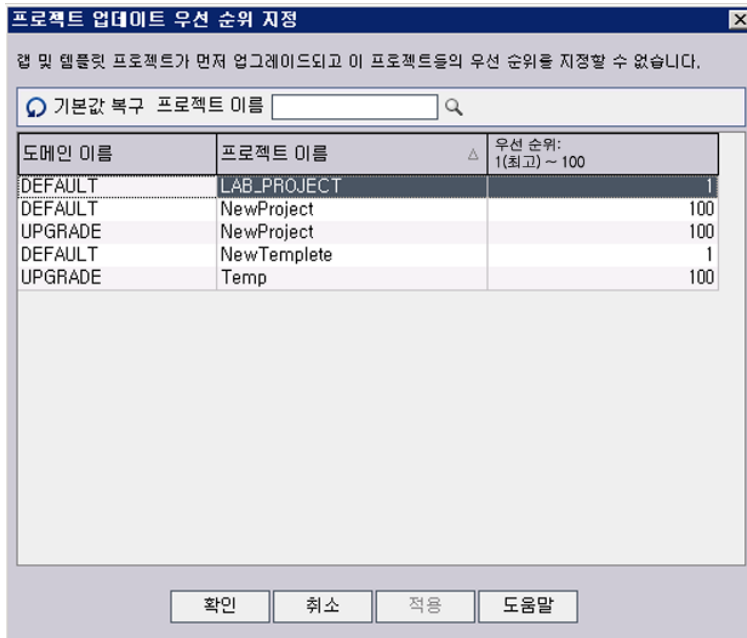 프로젝트 업데이트 우선 순위 지정
랩 및 템플릿 프로젝트가 먼저 업그레이드되고 이 프로젝트들의 우선 순위를 지정할 수 없습니다.
기본값 복구 프로젝트 이름
도메인 이름 프로젝트 이름 우선 순위:
1(최고) ~ 100
DEFAULT LAB_PROJECT 1
DEFAULT NewProject 100
UPGRADE NewProject 100
DEFAULT NewTemplete 1
UPGRADE Temp 100
확인 취소 적용 도움말